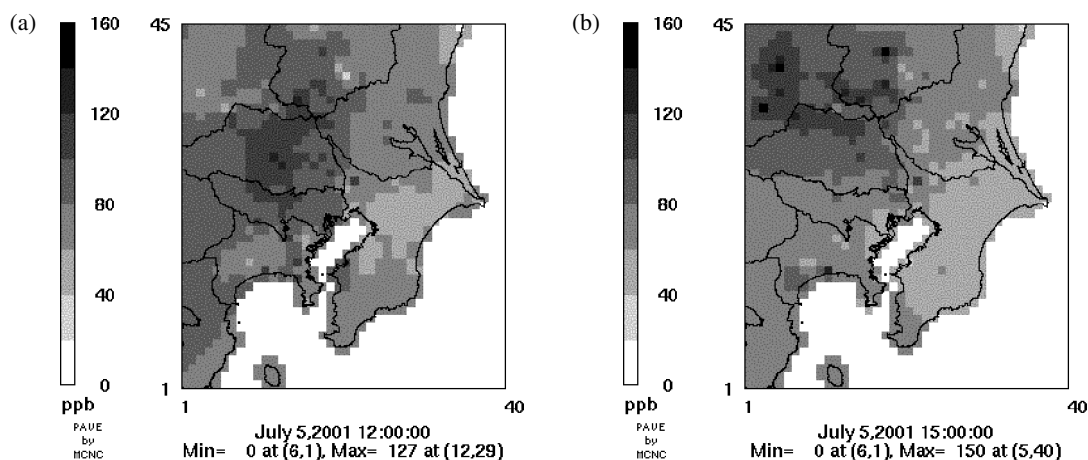 (a)
160
120
80
40
0
ppb
PAVE
by
MCNC
45
1
1
40
July 5,2001 12:00:00
Min= 0 at (6,1), Max= 127 at (12,29)
(b)
160
120
80
40
0
ppb
PAVE
by
MCNC
45
1
1
40
July 5,2001 15:00:00
Min= 0 at (6,1), Max= 150 at (5,40)